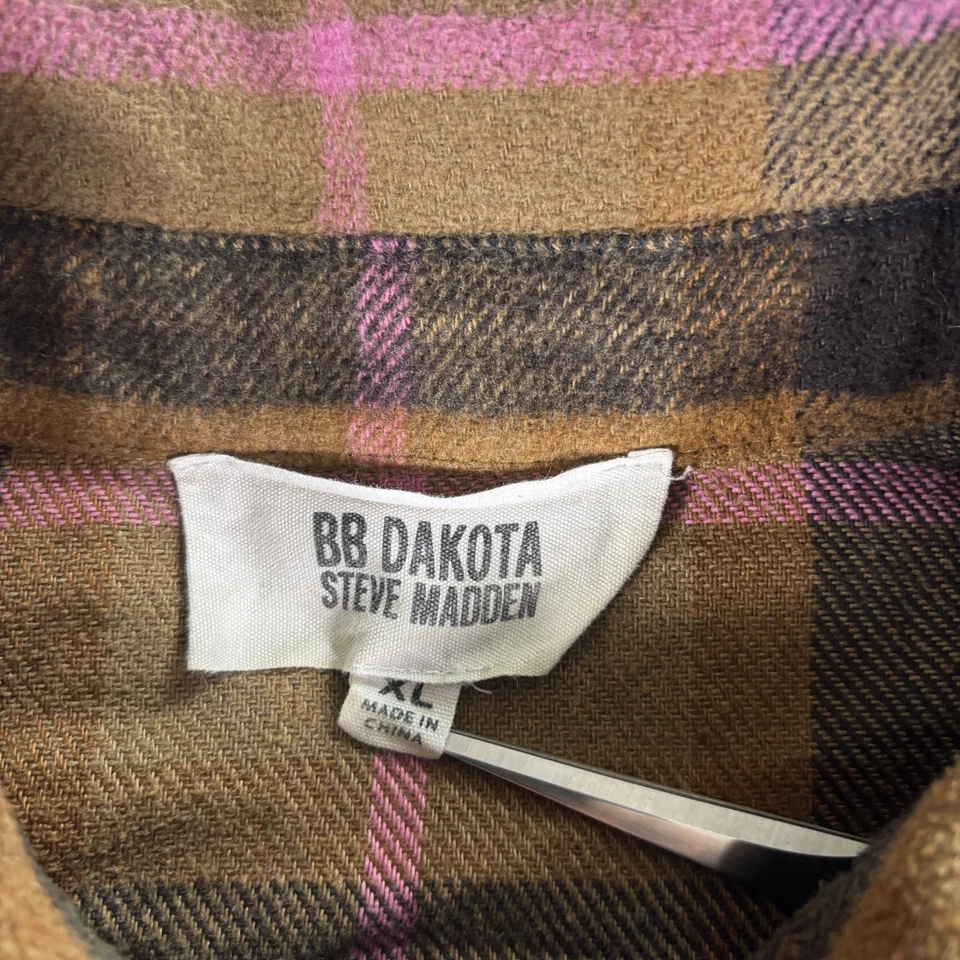 BB DAKOTA
STEVE MADDEN
XL
MADE IN
CHINA